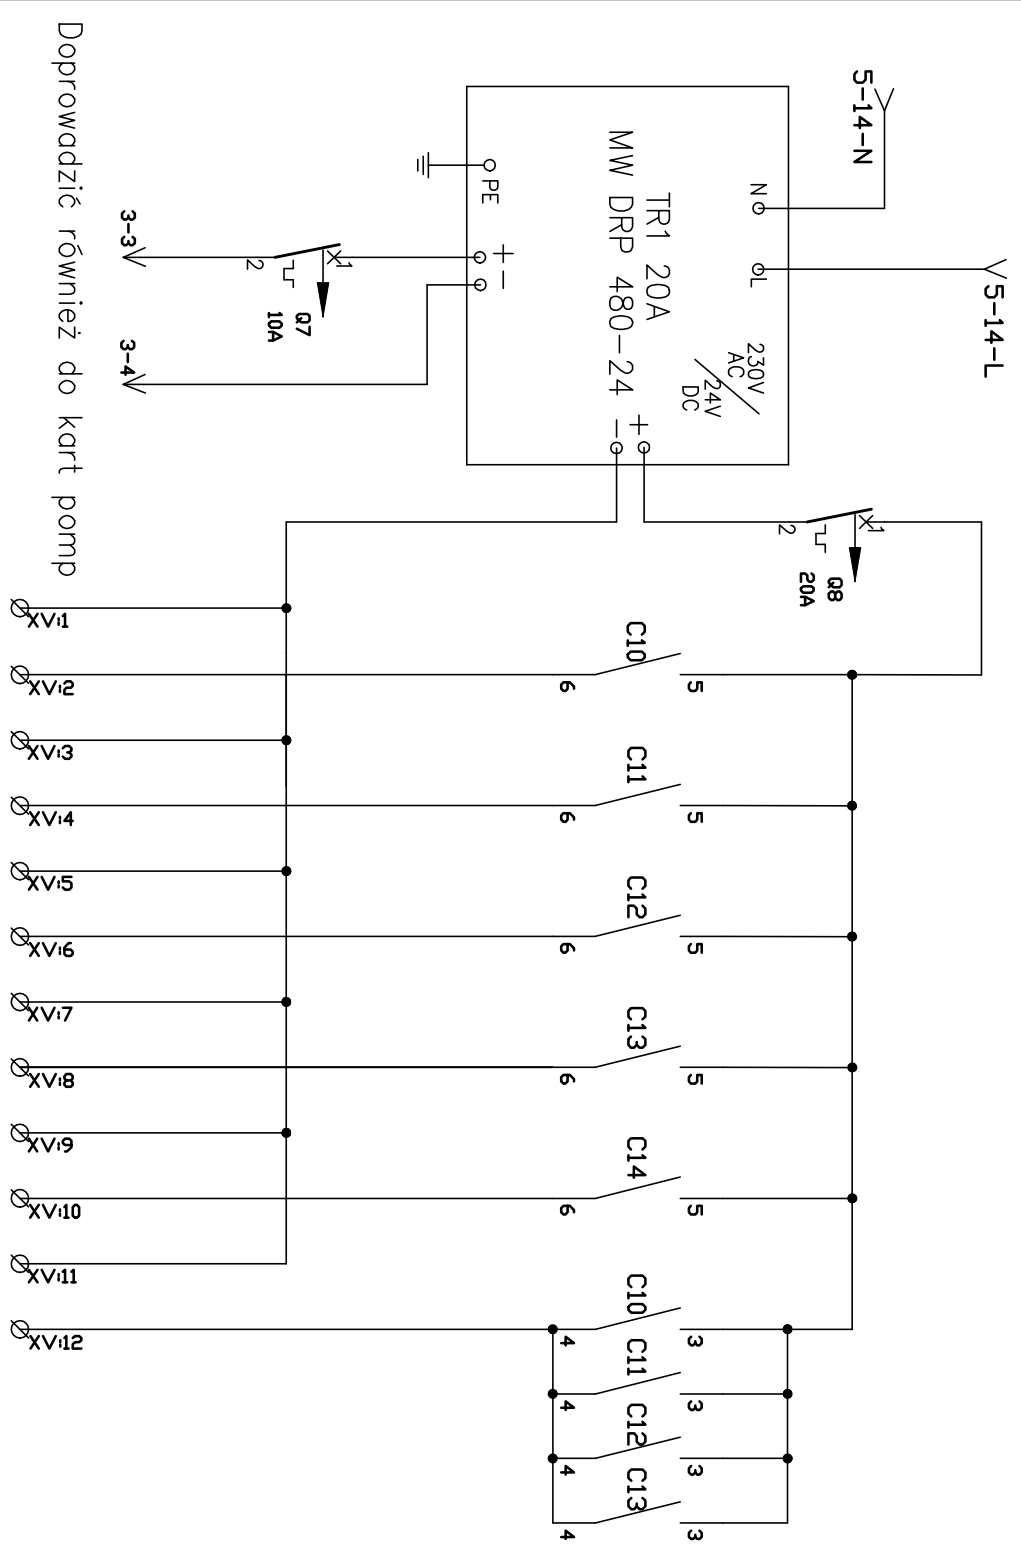 5-14-L
5-14-N
N
L
230V
AC
24V
DC
TR1 20A
MW DRP 480-24
PE
+
-
+
-
1
2
Q8
20A
1
2
Q7
10A
3-3
3-4
C10
5
6
C11
5
6
C12
5
6
C13
5
6
C14
5
6
C10
3
4
C11
3
4
C12
3
4
C13
3
4
XV:1
XV:2
XV:3
XV:4
XV:5
XV:6
XV:7
XV:8
XV:9
XV:10
XV:11
XV:12
Doprowadzić również do kart pomp